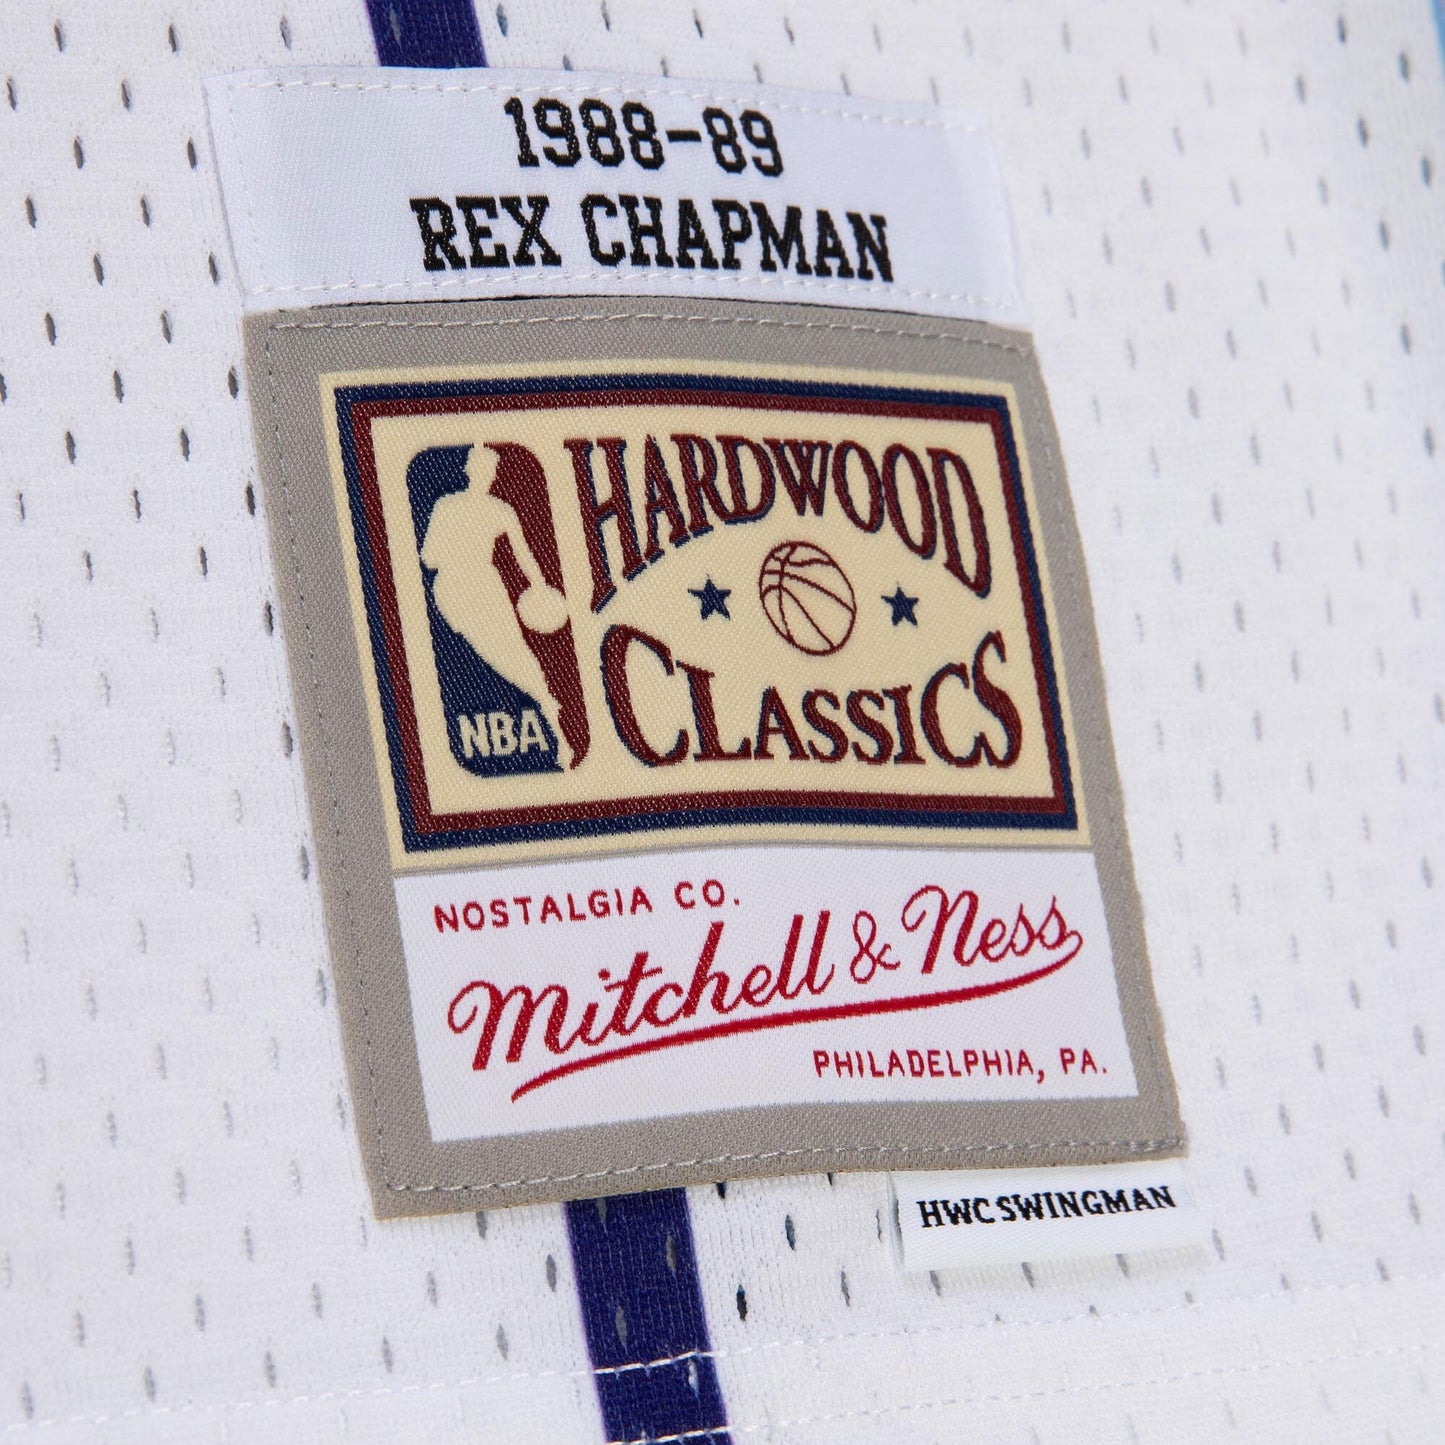 1988-89
REX CHAPMAN
HARDWOOD
CLASSICS
NBA
NOSTALGIA CO.
Mitchell & Ness
PHILADELPHIA, PA.
HWC SWINGMAN